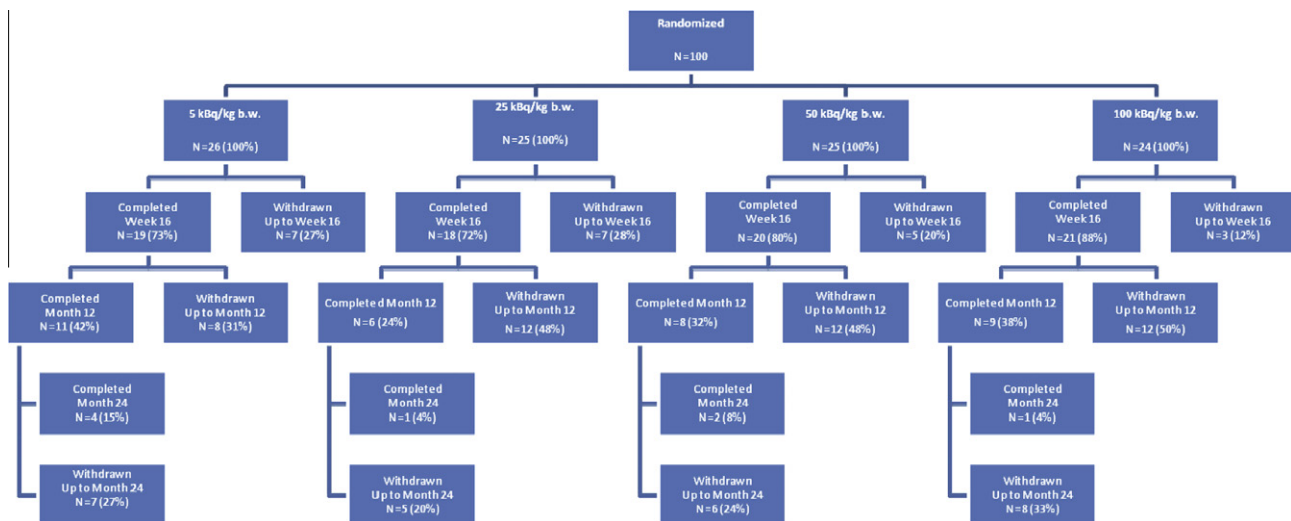 Randomized
N=100
5 kBq/kg b.w.
N=26 (100%)
25 kBq/kg b.w.
N=25 (100%)
50 kBq/kg b.w.
N=25 (100%)
100 kBq/kg b.w.
N=24 (100%)
Completed
Week 16
N=19 (73%)
Withdrawn
Up to Week 16
N=7 (27%)
Completed
Week 16
N=18 (72%)
Withdrawn
Up to Week 16
N=7 (28%)
Completed
Week 16
N=20 (80%)
Withdrawn
Up to Week 16
N=5 (20%)
Completed
Week 16
N=21 (88%)
Withdrawn
Up to Week 16
N=3 (12%)
Completed
Month 12
N=11 (42%)
Withdrawn
Up to Month 12
N=8 (31%)
Completed Month 12
N=6 (24%)
Withdrawn
Up to Month 12
N=12 (48%)
Completed Month 12
N=8 (32%)
Withdrawn
Up to Month 12
N=12 (48%)
Completed Month 12
N=9 (38%)
Withdrawn
Up to Month 12
N=12 (50%)
Completed
Month 24
N=4 (15%)
Completed
Month 24
N=1 (4%)
Completed
Month 24
N=2 (8%)
Completed
Month 24
N=1 (4%)
Withdrawn
Up to Month 24
N=7 (27%)
Withdrawn
Up to Month 24
N=5 (20%)
Withdrawn
Up to Month 24
N=6 (24%)
Withdrawn
Up to Month 24
N=8 (33%)